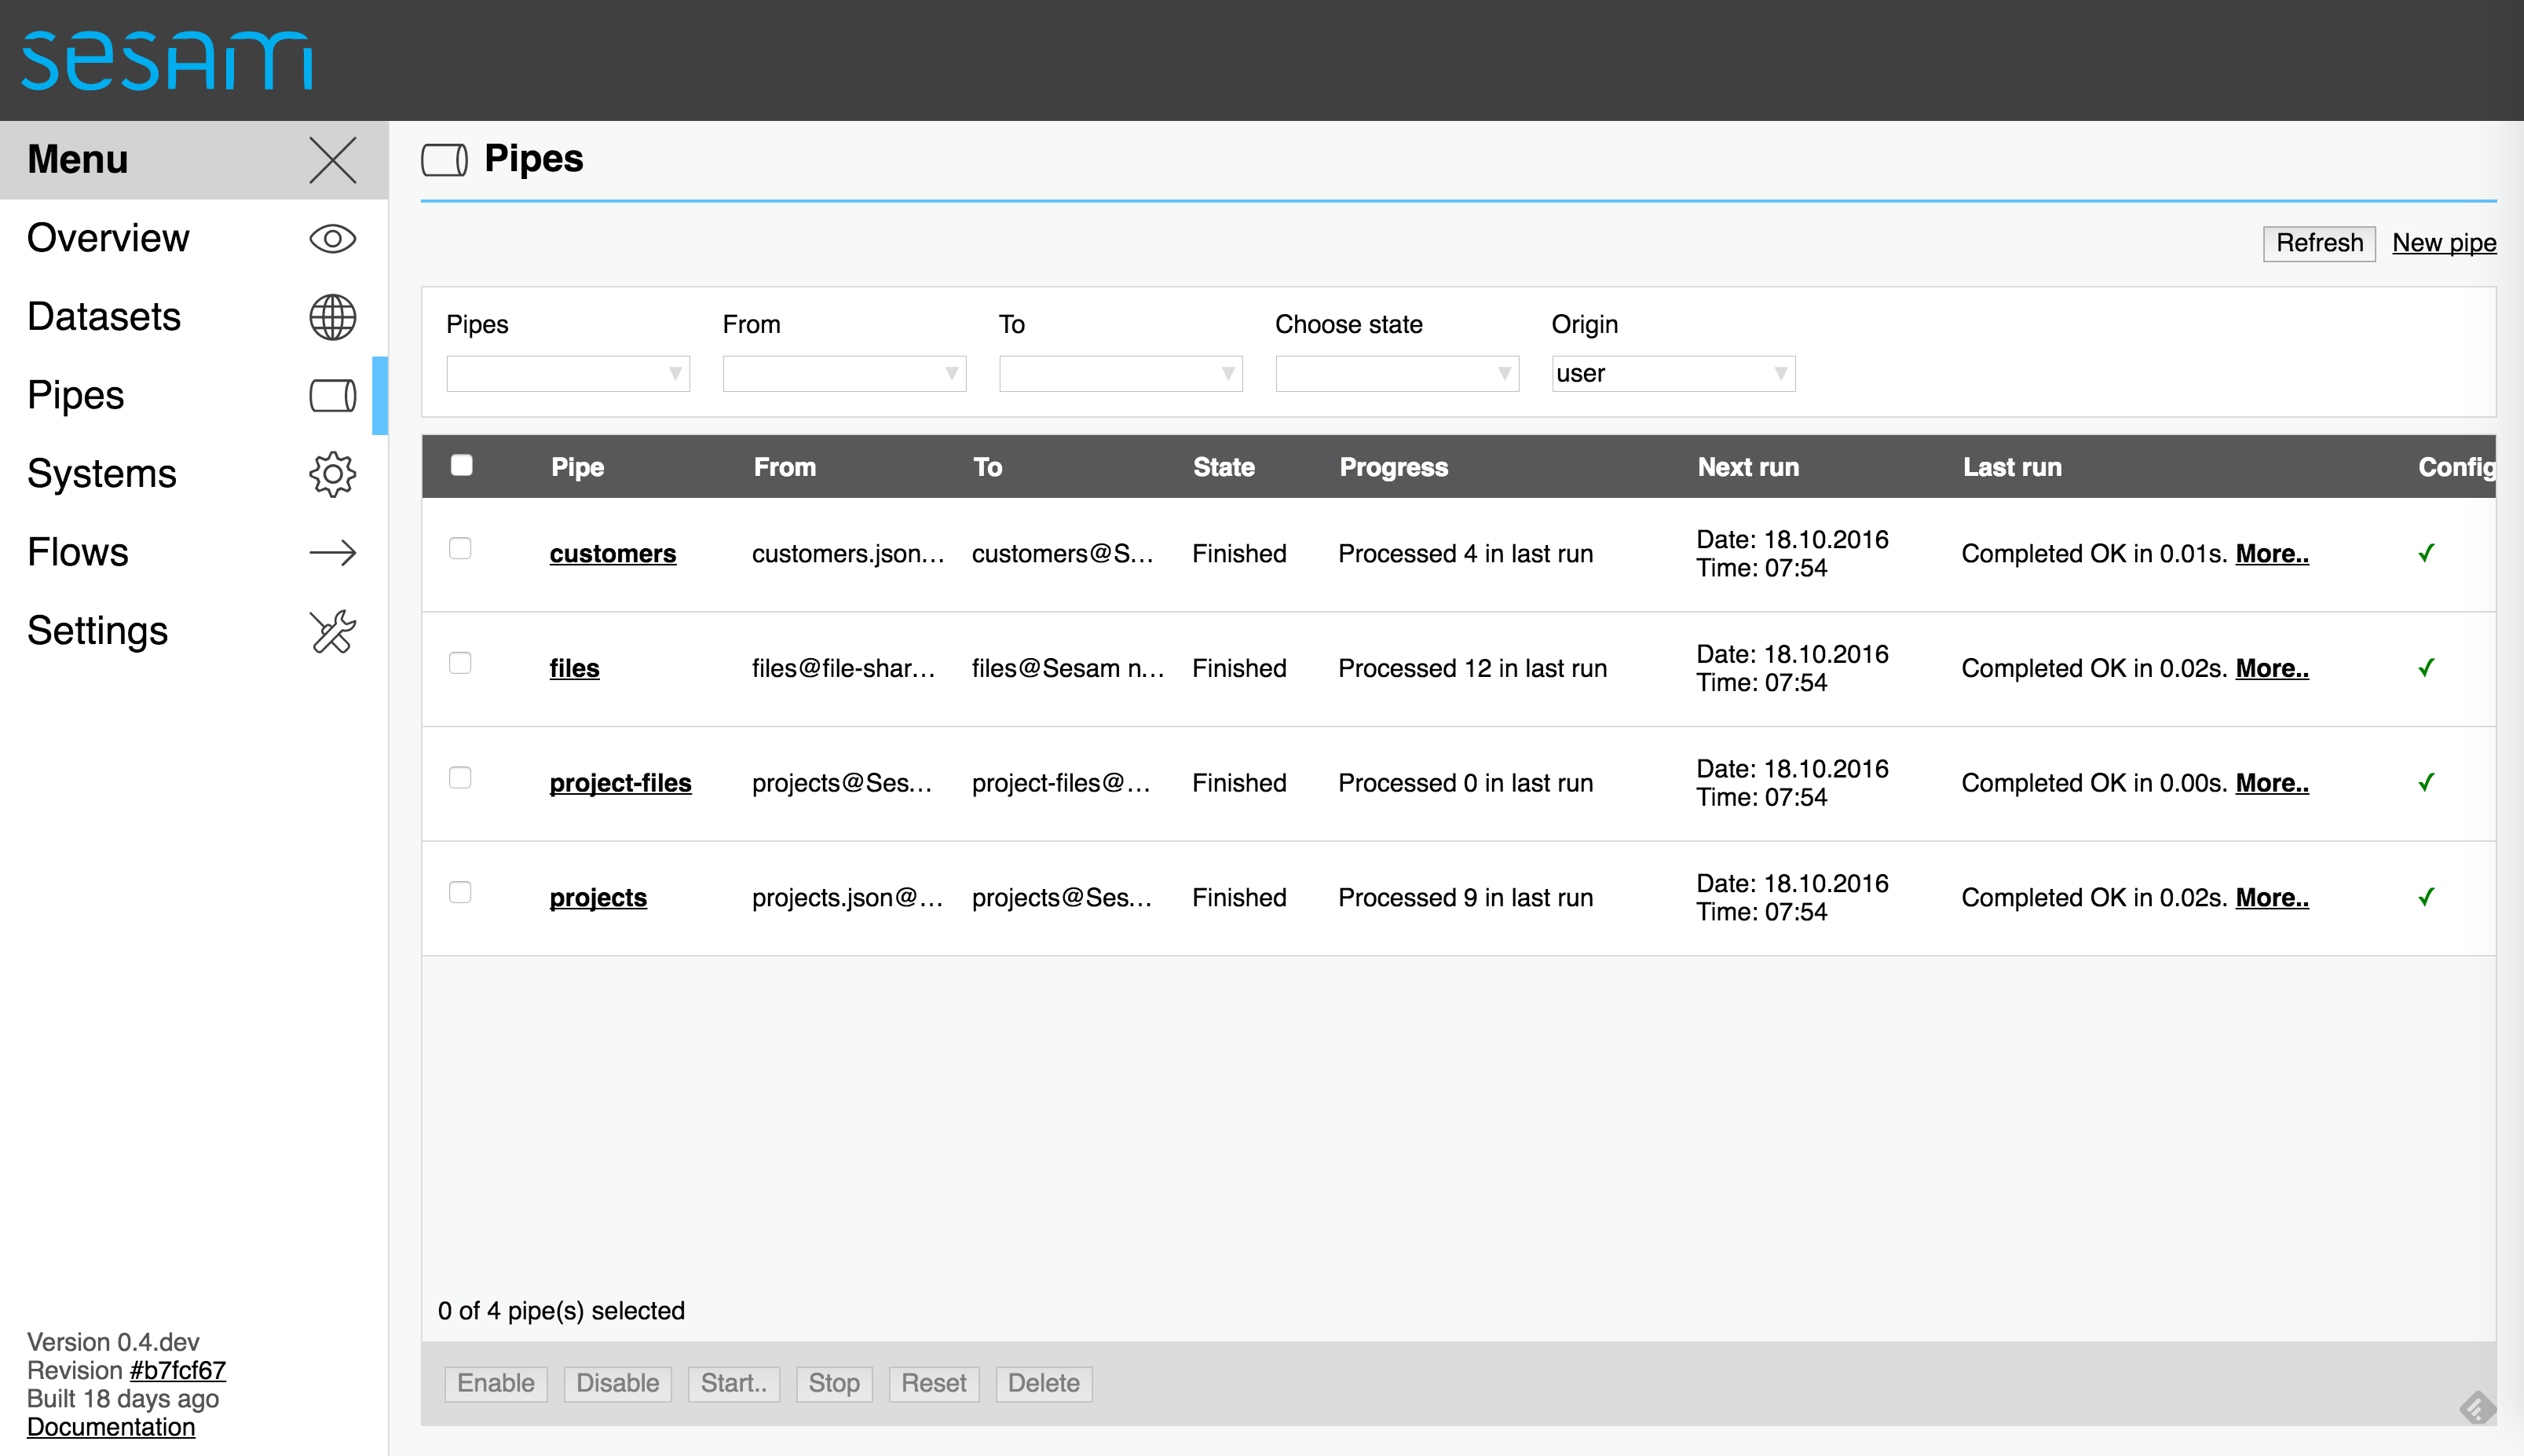 sesam
Menu
Overview
Datasets
Pipes
Systems
Flows
Settings
Version 0.4.dev
Revision #b7fcf67
Built 18 days ago
Documentation
Pipes
Refresh New pipe
Pipes From To Choose state Origin
user
Pipe From To State Progress Next run Last run Config
customers customers.json... customers@S... Finished Processed 4 in last run Date: 18.10.2016 Time: 07:54 Completed OK in 0.01s. More..
files files@file-shar... files@Sesam n... Finished Processed 12 in last run Date: 18.10.2016 Time: 07:54 Completed OK in 0.02s. More..
project-files projects@Ses... project-files@... Finished Processed 0 in last run Date: 18.10.2016 Time: 07:54 Completed OK in 0.00s. More..
projects projects.json@... projects@Ses... Finished Processed 9 in last run Date: 18.10.2016 Time: 07:54 Completed OK in 0.02s. More..
0 of 4 pipe(s) selected
Enable Disable Start.. Stop Reset Delete